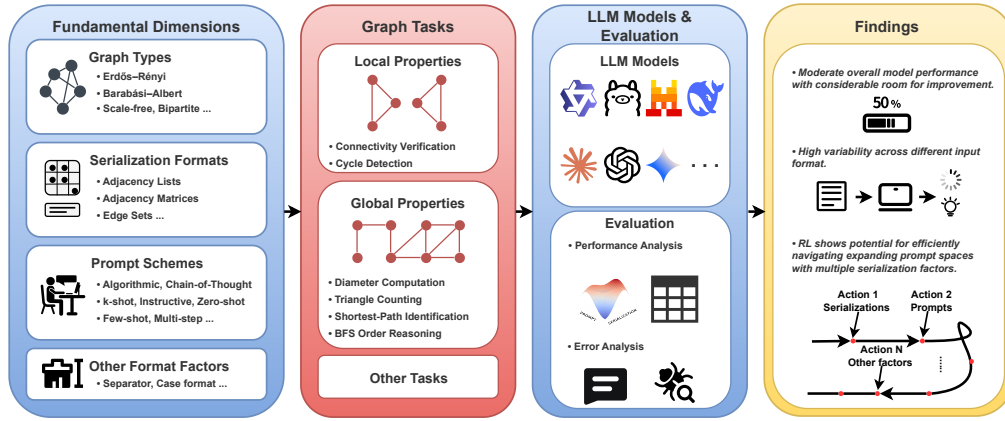 Fundamental Dimensions
Graph Types
• Erdős–Rényi
• Barabási–Albert
• Scale-free, Bipartite ...
Serialization Formats
• Adjacency Lists
• Adjacency Matrices
• Edge Sets ...
Prompt Schemes
• Algorithmic, Chain-of-Thought
• k-shot, Instructive, Zero-shot
• Few-shot, Multi-step ...
Other Format Factors
• Separator, Case format ...
Graph Tasks
Local Properties
• Connectivity Verification
• Cycle Detection
Global Properties
• Diameter Computation
• Triangle Counting
• Shortest-Path Identification
• BFS Order Reasoning
Other Tasks
LLM Models &
Evaluation
LLM Models
...
Evaluation
• Performance Analysis
PROMPT
SERIALIZATION
• Error Analysis
Findings
• Moderate overall model performance
with considerable room for improvement.
50 %
• High variability across different input
format.
• RL shows potential for efficiently
navigating expanding prompt spaces
with multiple serialization factors.
Action 1
Serializations
Action 2
Prompts
Action N
Other factors